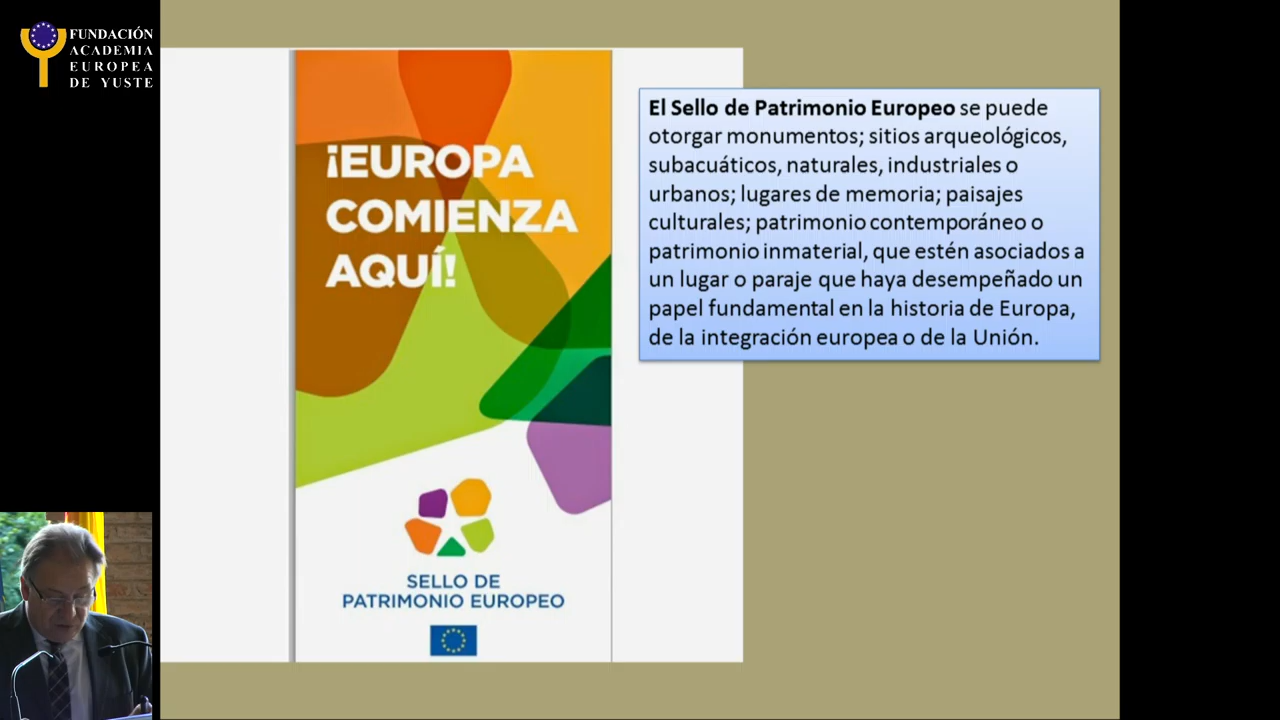 FUNDACIÓN
ACADEMIA
EUROPEA
DE YUSTE
¡EUROPA
COMIENZA
AQUÍ!
SELLO DE
PATRIMONIO EUROPEO
El Sello de Patrimonio Europeo se puede
otorgar monumentos; sitios arqueológicos,
subacuáticos, naturales, industriales o
urbanos; lugares de memoria; paisajes
culturales; patrimonio contemporáneo o
patrimonio inmaterial, que estén asociados a
un lugar o paraje que haya desempeñado un
papel fundamental en la historia de Europa,
de la integración europea o de la Unión.